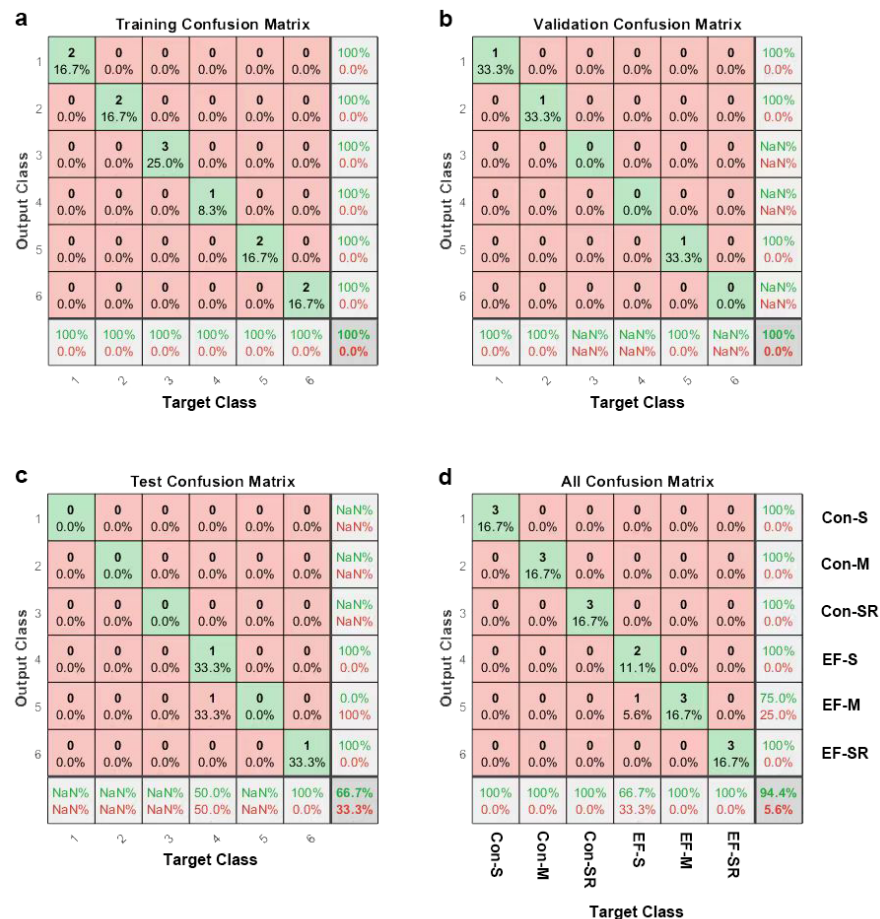 a
Training Confusion Matrix
1
2 0 0 0 0 0 100%
16.7% 0.0% 0.0% 0.0% 0.0% 0.0% 0.0%
2
0 2 0 0 0 0 100%
0.0% 16.7% 0.0% 0.0% 0.0% 0.0% 0.0%
3
0 0 3 0 0 0 100%
0.0% 0.0% 25.0% 0.0% 0.0% 0.0% 0.0%
4
0 0 0 1 0 0 100%
0.0% 0.0% 0.0% 8.3% 0.0% 0.0% 0.0%
5
0 0 0 0 2 0 100%
0.0% 0.0% 0.0% 0.0% 16.7% 0.0% 0.0%
6
0 0 0 0 0 2 100%
0.0% 0.0% 0.0% 0.0% 0.0% 16.7% 0.0%
100% 100% 100% 100% 100% 100% 100%
0.0% 0.0% 0.0% 0.0% 0.0% 0.0% 0.0%
1 2 3 4 5 6
Output Class
Target Class
b
Validation Confusion Matrix
1
1 0 0 0 0 0 100%
33.3% 0.0% 0.0% 0.0% 0.0% 0.0% 0.0%
2
0 1 0 0 0 0 100%
0.0% 33.3% 0.0% 0.0% 0.0% 0.0% 0.0%
3
0 0 0 0 0 0 NaN%
0.0% 0.0% 0.0% 0.0% 0.0% 0.0% NaN%
4
0 0 0 0 0 0 NaN%
0.0% 0.0% 0.0% 0.0% 0.0% 0.0% NaN%
5
0 0 0 0 1 0 100%
0.0% 0.0% 0.0% 0.0% 33.3% 0.0% 0.0%
6
0 0 0 0 0 0 NaN%
0.0% 0.0% 0.0% 0.0% 0.0% 0.0% NaN%
100% 100% NaN% NaN% 100% NaN% 100%
0.0% 0.0% NaN% NaN% 0.0% NaN% 0.0%
1 2 3 4 5 6
Output Class
Target Class
c
Test Confusion Matrix
1
0 0 0 0 0 0 NaN%
0.0% 0.0% 0.0% 0.0% 0.0% 0.0% NaN%
2
0 0 0 0 0 0 NaN%
0.0% 0.0% 0.0% 0.0% 0.0% 0.0% NaN%
3
0 0 0 0 0 0 NaN%
0.0% 0.0% 0.0% 0.0% 0.0% 0.0% NaN%
4
0 0 0 1 0 0 100%
0.0% 0.0% 0.0% 33.3% 0.0% 0.0% 0.0%
5
0 0 0 1 0 0 0.0%
0.0% 0.0% 0.0% 33.3% 0.0% 0.0% 100%
6
0 0 0 0 0 1 100%
0.0% 0.0% 0.0% 0.0% 0.0% 33.3% 0.0%
NaN% NaN% NaN% 50.0% NaN% 100% 66.7%
NaN% NaN% NaN% 50.0% NaN% 0.0% 33.3%
1 2 3 4 5 6
Output Class
Target Class
d
All Confusion Matrix
1
3 0 0 0 0 0 100%
16.7% 0.0% 0.0% 0.0% 0.0% 0.0% 0.0%
Con-S
2
0 3 0 0 0 0 100%
0.0% 16.7% 0.0% 0.0% 0.0% 0.0% 0.0%
Con-M
3
0 0 3 0 0 0 100%
0.0% 0.0% 16.7% 0.0% 0.0% 0.0% 0.0%
Con-SR
4
0 0 0 2 0 0 100%
0.0% 0.0% 0.0% 11.1% 0.0% 0.0% 0.0%
EF-S
5
0 0 0 1 3 0 75.0%
0.0% 0.0% 0.0% 5.6% 16.7% 0.0% 25.0%
EF-M
6
0 0 0 0 0 3 100%
0.0% 0.0% 0.0% 0.0% 0.0% 16.7% 0.0%
EF-SR
100% 100% 100% 66.7% 100% 100% 94.4%
0.0% 0.0% 0.0% 33.3% 0.0% 0.0% 5.6%
Con-S Con-M Con-SR EF-S EF-M EF-SR
Output Class
Target Class